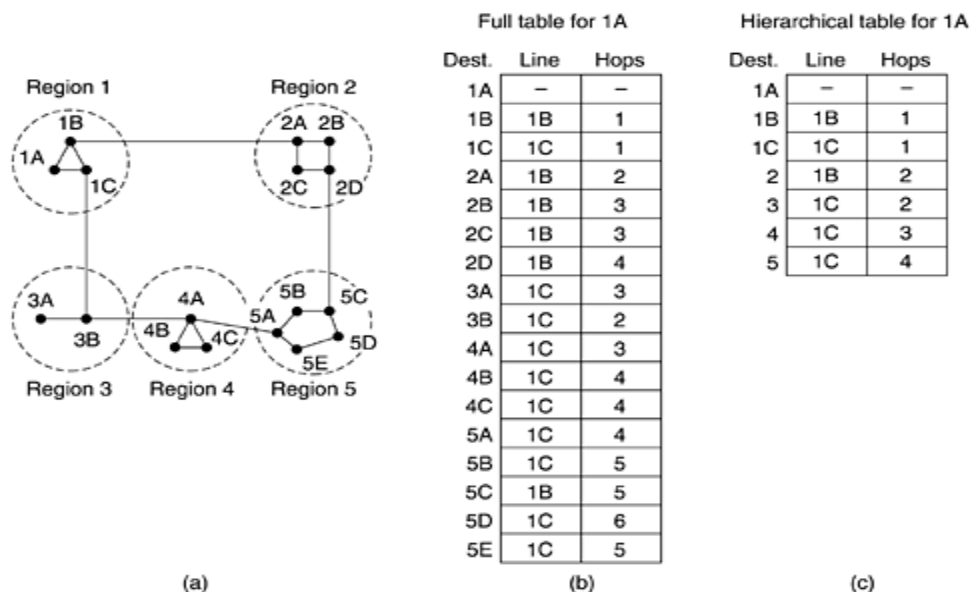 Full table for 1A
Hierarchical table for 1A
Dest. Line Hops
Dest. Line Hops
Region 1
Region 2
1B
2A 2B
1A
1C
2C 2D
3A
3B
4A
4B
4C
5B
5C
5A
5D
5E
Region 3
Region 4
Region 5
1A – –
1B 1B 1
1C 1C 1
2A 1B 2
2B 1B 3
2C 1B 3
2D 1B 4
3A 1C 3
3B 1C 2
4A 1C 3
4B 1C 4
4C 1C 4
5A 1C 4
5B 1C 5
5C 1B 5
5D 1C 6
5E 1C 5
1A – –
1B 1B 1
1C 1C 1
2 1B 2
3 1C 2
4 1C 3
5 1C 4
(a)
(b)
(c)